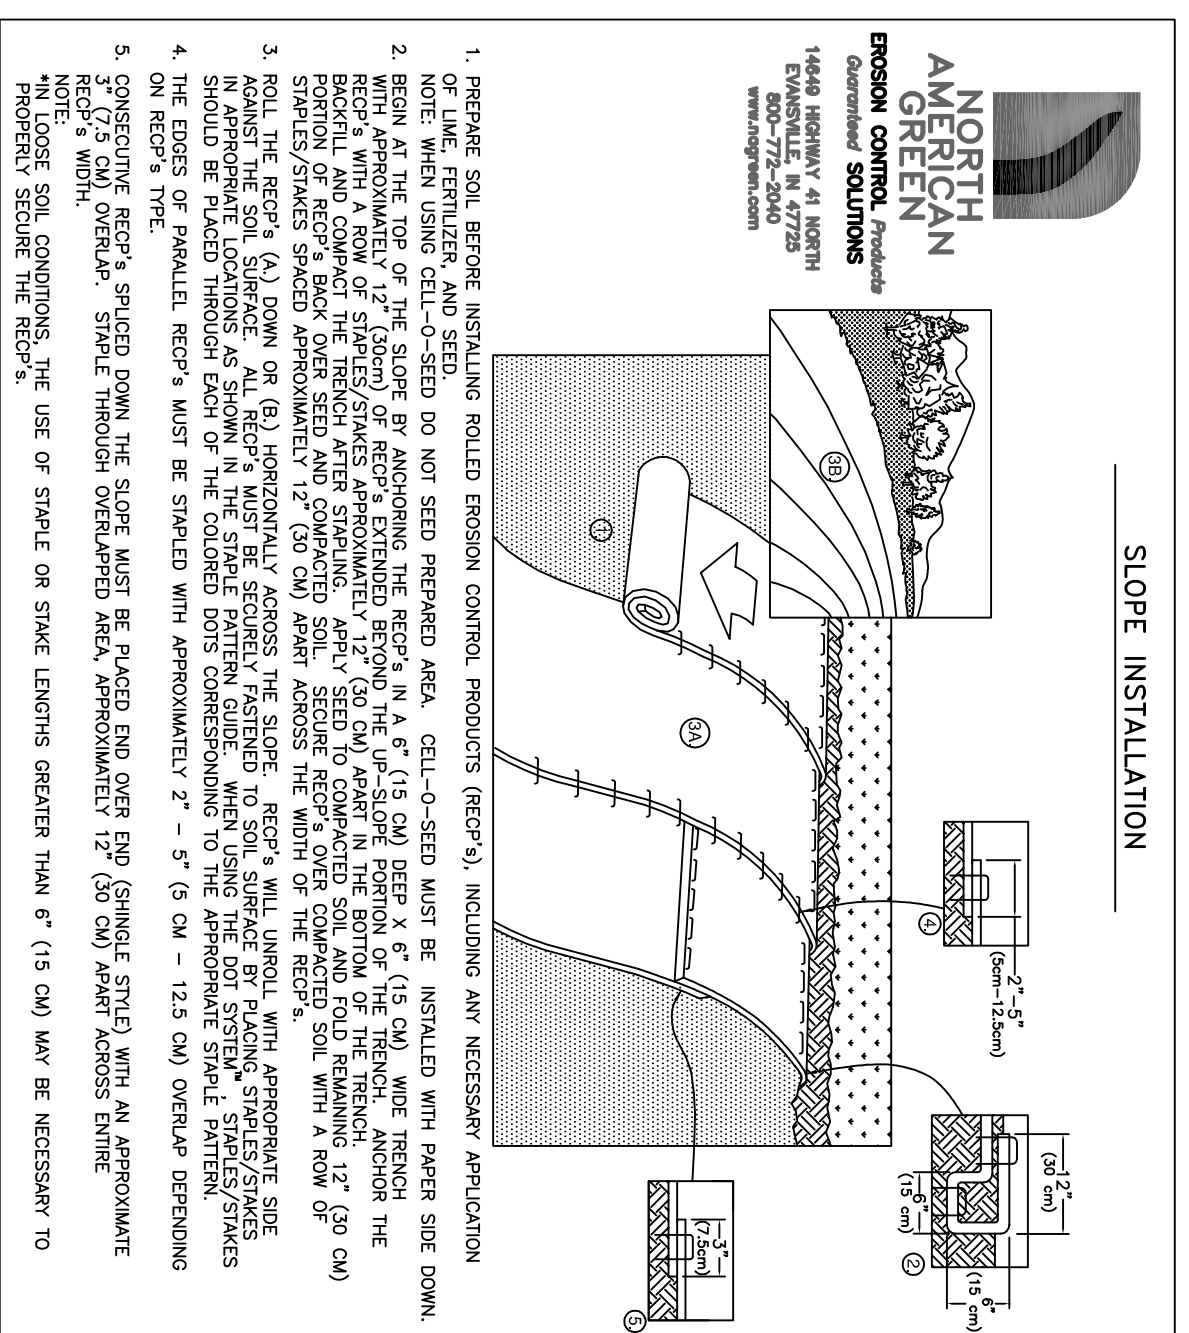 SLOPE INSTALLATION
NORTH
AMERICAN
GREEN
EROSION CONTROL Products
Guaranteed SOLUTIONS
14649 HIGHWAY 41 NORTH
EVANSVILLE, IN 47725
800-772-2040
www.nagreen.com
3B.
1.
3A.
2"-5"
(5cm-12.5cm)
4.
12"
(30 cm)
6"
(15 cm)
6"
(15 cm)
2.
3"
(7.5cm)
5.
1. PREPARE SOIL BEFORE INSTALLING ROLLED EROSION CONTROL PRODUCTS (RECP's), INCLUDING ANY NECESSARY APPLICATION
OF LIME, FERTILIZER, AND SEED.
NOTE: WHEN USING CELL-O-SEED DO NOT SEED PREPARED AREA. CELL-O-SEED MUST BE INSTALLED WITH PAPER SIDE DOWN.
2. BEGIN AT THE TOP OF THE SLOPE BY ANCHORING THE RECP's IN A 6" (15 CM) DEEP X 6" (15 CM) WIDE TRENCH
WITH APPROXIMATELY 12" (30cm) OF RECP's EXTENDED BEYOND THE UP-SLOPE PORTION OF THE TRENCH. ANCHOR THE
RECP's WITH A ROW OF STAPLES/STAKES APPROXIMATELY 12" (30 CM) APART IN THE BOTTOM OF THE TRENCH.
BACKFILL AND COMPACT THE TRENCH AFTER STAPLING. APPLY SEED TO COMPACTED SOIL AND FOLD REMAINING 12" (30 CM)
PORTION OF RECP's BACK OVER SEED AND COMPACTED SOIL. SECURE RECP's OVER COMPACTED SOIL WITH A ROW OF
STAPLES/STAKES SPACED APPROXIMATELY 12" (30 CM) APART ACROSS THE WIDTH OF THE RECP's.
3. ROLL THE RECP's (A.) DOWN OR (B.) HORIZONTALLY ACROSS THE SLOPE. RECP's WILL UNROLL WITH APPROPRIATE SIDE
AGAINST THE SOIL SURFACE. ALL RECP's MUST BE SECURELY FASTENED TO SOIL SURFACE BY PLACING STAPLES/STAKES
IN APPROPRIATE LOCATIONS AS SHOWN IN THE STAPLE PATTERN GUIDE. WHEN USING THE DOT SYSTEM™, STAPLES/STAKES
SHOULD BE PLACED THROUGH EACH OF THE COLORED DOTS CORRESPONDING TO THE APPROPRIATE STAPLE PATTERN.
4. THE EDGES OF PARALLEL RECP's MUST BE STAPLED WITH APPROXIMATELY 2" - 5" (5 CM - 12.5 CM) OVERLAP DEPENDING
ON RECP's TYPE.
5. CONSECUTIVE RECP's SPLICED DOWN THE SLOPE MUST BE PLACED END OVER END (SHINGLE STYLE) WITH AN APPROXIMATE
3" (7.5 CM) OVERLAP. STAPLE THROUGH OVERLAPPED AREA, APPROXIMATELY 12" (30 CM) APART ACROSS ENTIRE
RECP's WIDTH.
NOTE:
*IN LOOSE SOIL CONDITIONS, THE USE OF STAPLE OR STAKE LENGTHS GREATER THAN 6" (15 CM) MAY BE NECESSARY TO
PROPERLY SECURE THE RECP's.